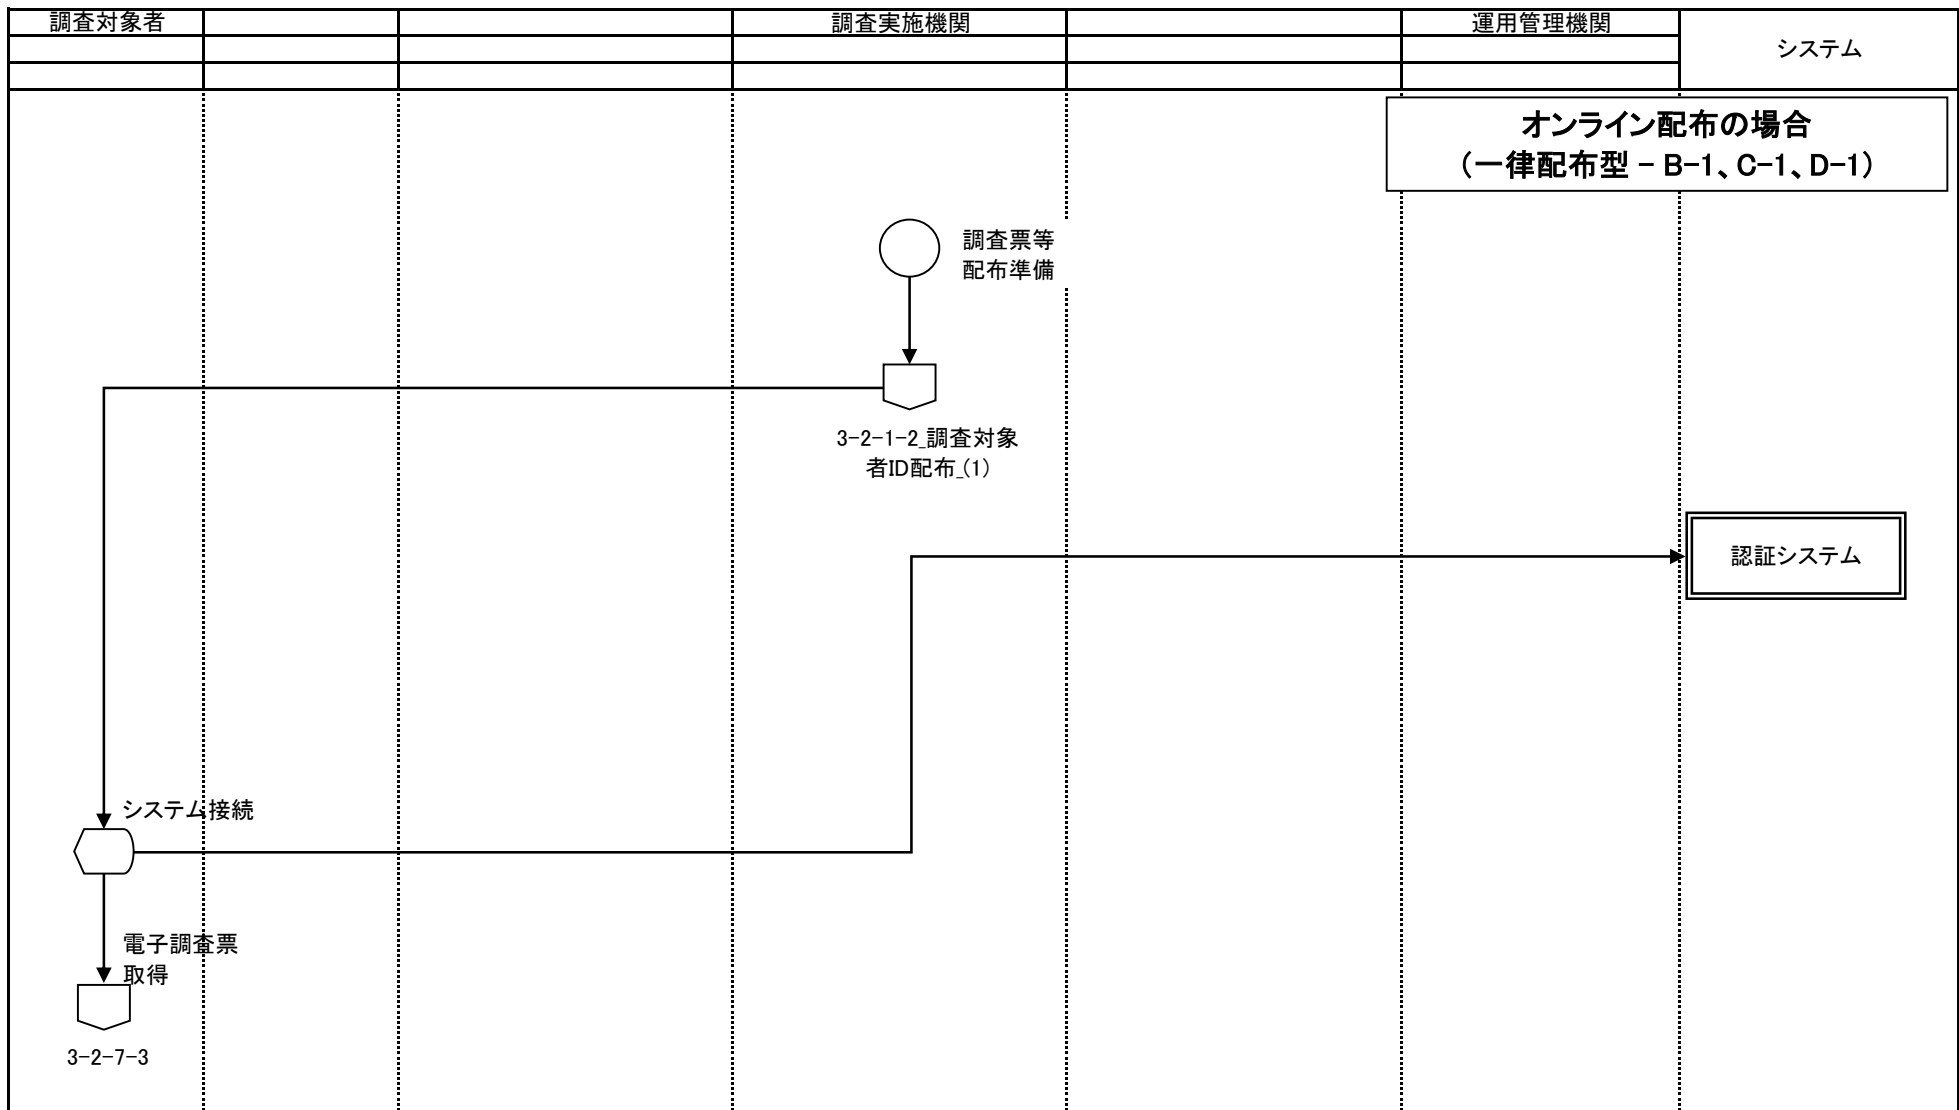 調査対象者
調査実施機関
運用管理機関
システム
オンライン配布の場合
（一律配布型 － B-1、C-1、D-1）
調査票等
配布準備
3-2-1-2_調査対象
者ID配布_(1)
認証システム
システム接続
電子調査票
取得
3-2-7-3